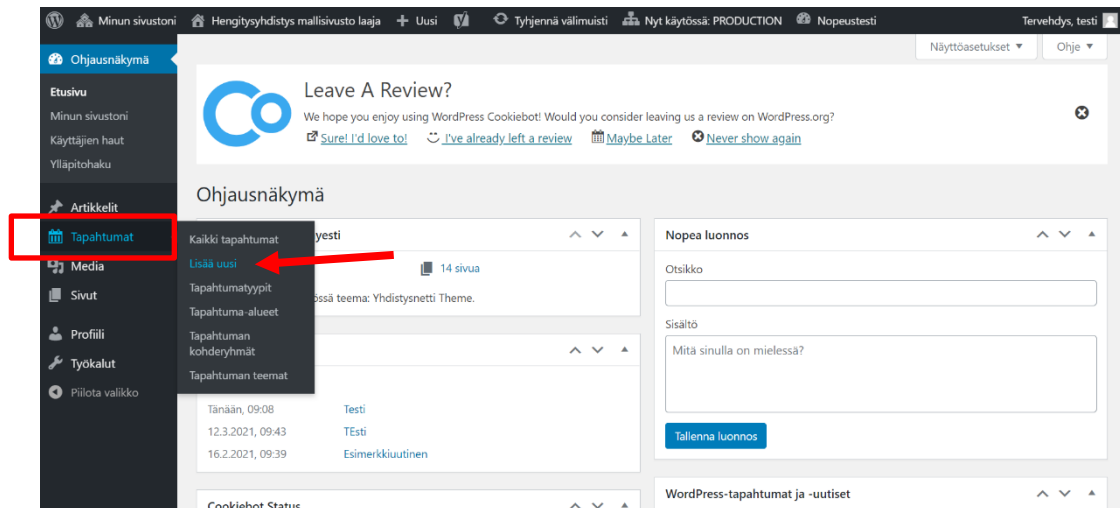 Minun sivustoni Hengitysyhdistys mallisivusto laaja + Uusi Tyhjennä välimuisti Nyt käytössä: PRODUCTION Nopeustesti Tervehdys, testi
Näyttöasetukset ▼ Ohje ▼
Ohjausnäkymä
Etusivu
Minun sivustoni
Käyttäjien haut
Ylläpitohaku
Artikkelit
Tapahtumat
Media
Sivut
Profiili
Työkalut
Piilota valikko
Kaikki tapahtumat
Lisää uusi
Tapahtumatyypit
Tapahtuma-alueet
Tapahtuman
kohderyhmät
Tapahtuman teemat
Leave A Review?
We hope you enjoy using WordPress Cookiebot! Would you consider leaving us a review on WordPress.org?
Sure! I'd love to! I've already left a review Maybe Later Never show again
Ohjausnäkymä
yesti
14 sivua
össä teema: Yhdistysnetti Theme.
Tänään, 09:08 Testi
12.3.2021, 09:43 TEsti
16.2.2021, 09:39 Esimerkkiuutinen
Cookiebot Status
Nopea luonnos
Otsikko
Sisältö
Mitä sinulla on mielessä?
Tallenna luonnos
WordPress-tapahtumat ja -uutiset